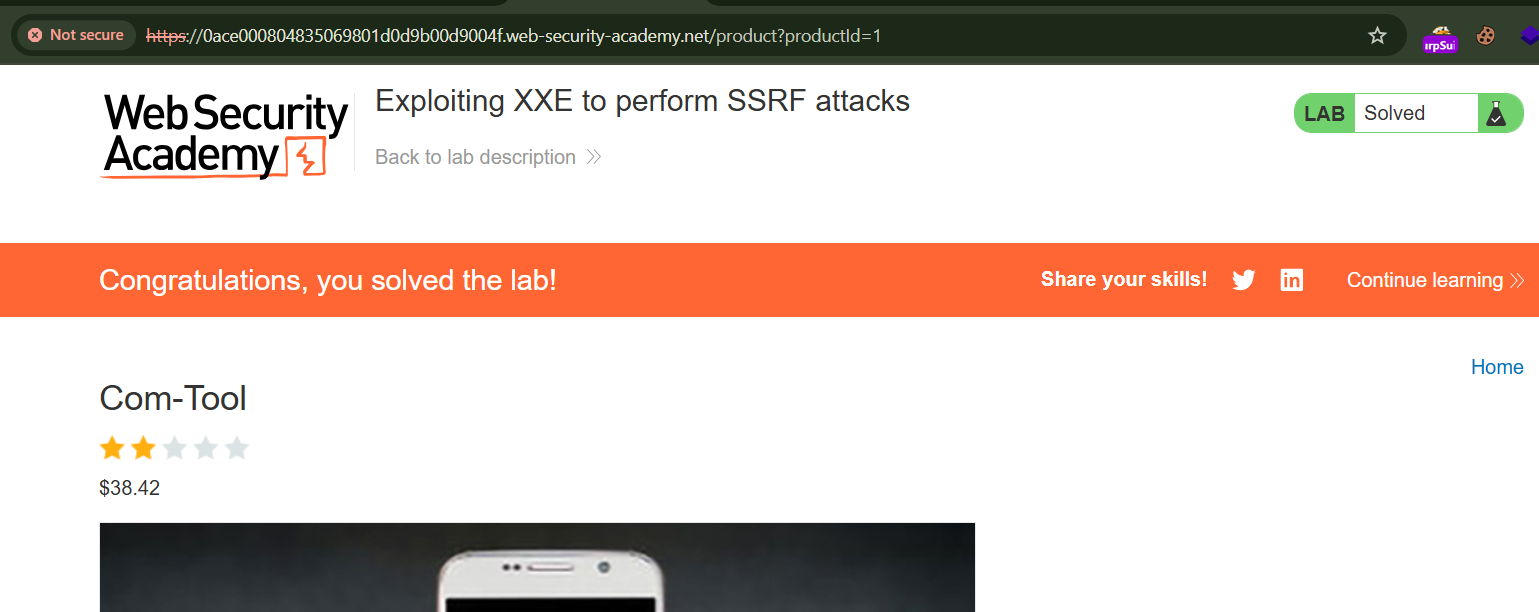 Not secure https://0ace000804835069801d0d9b00d9004f.web-security-academy.net/product?productId=1
Web Security
Academy
Exploiting XXE to perform SSRF attacks
LAB Solved
Back to lab description
Congratulations, you solved the lab!
Share your skills!
Continue learning
Home
Com-Tool
$38.42